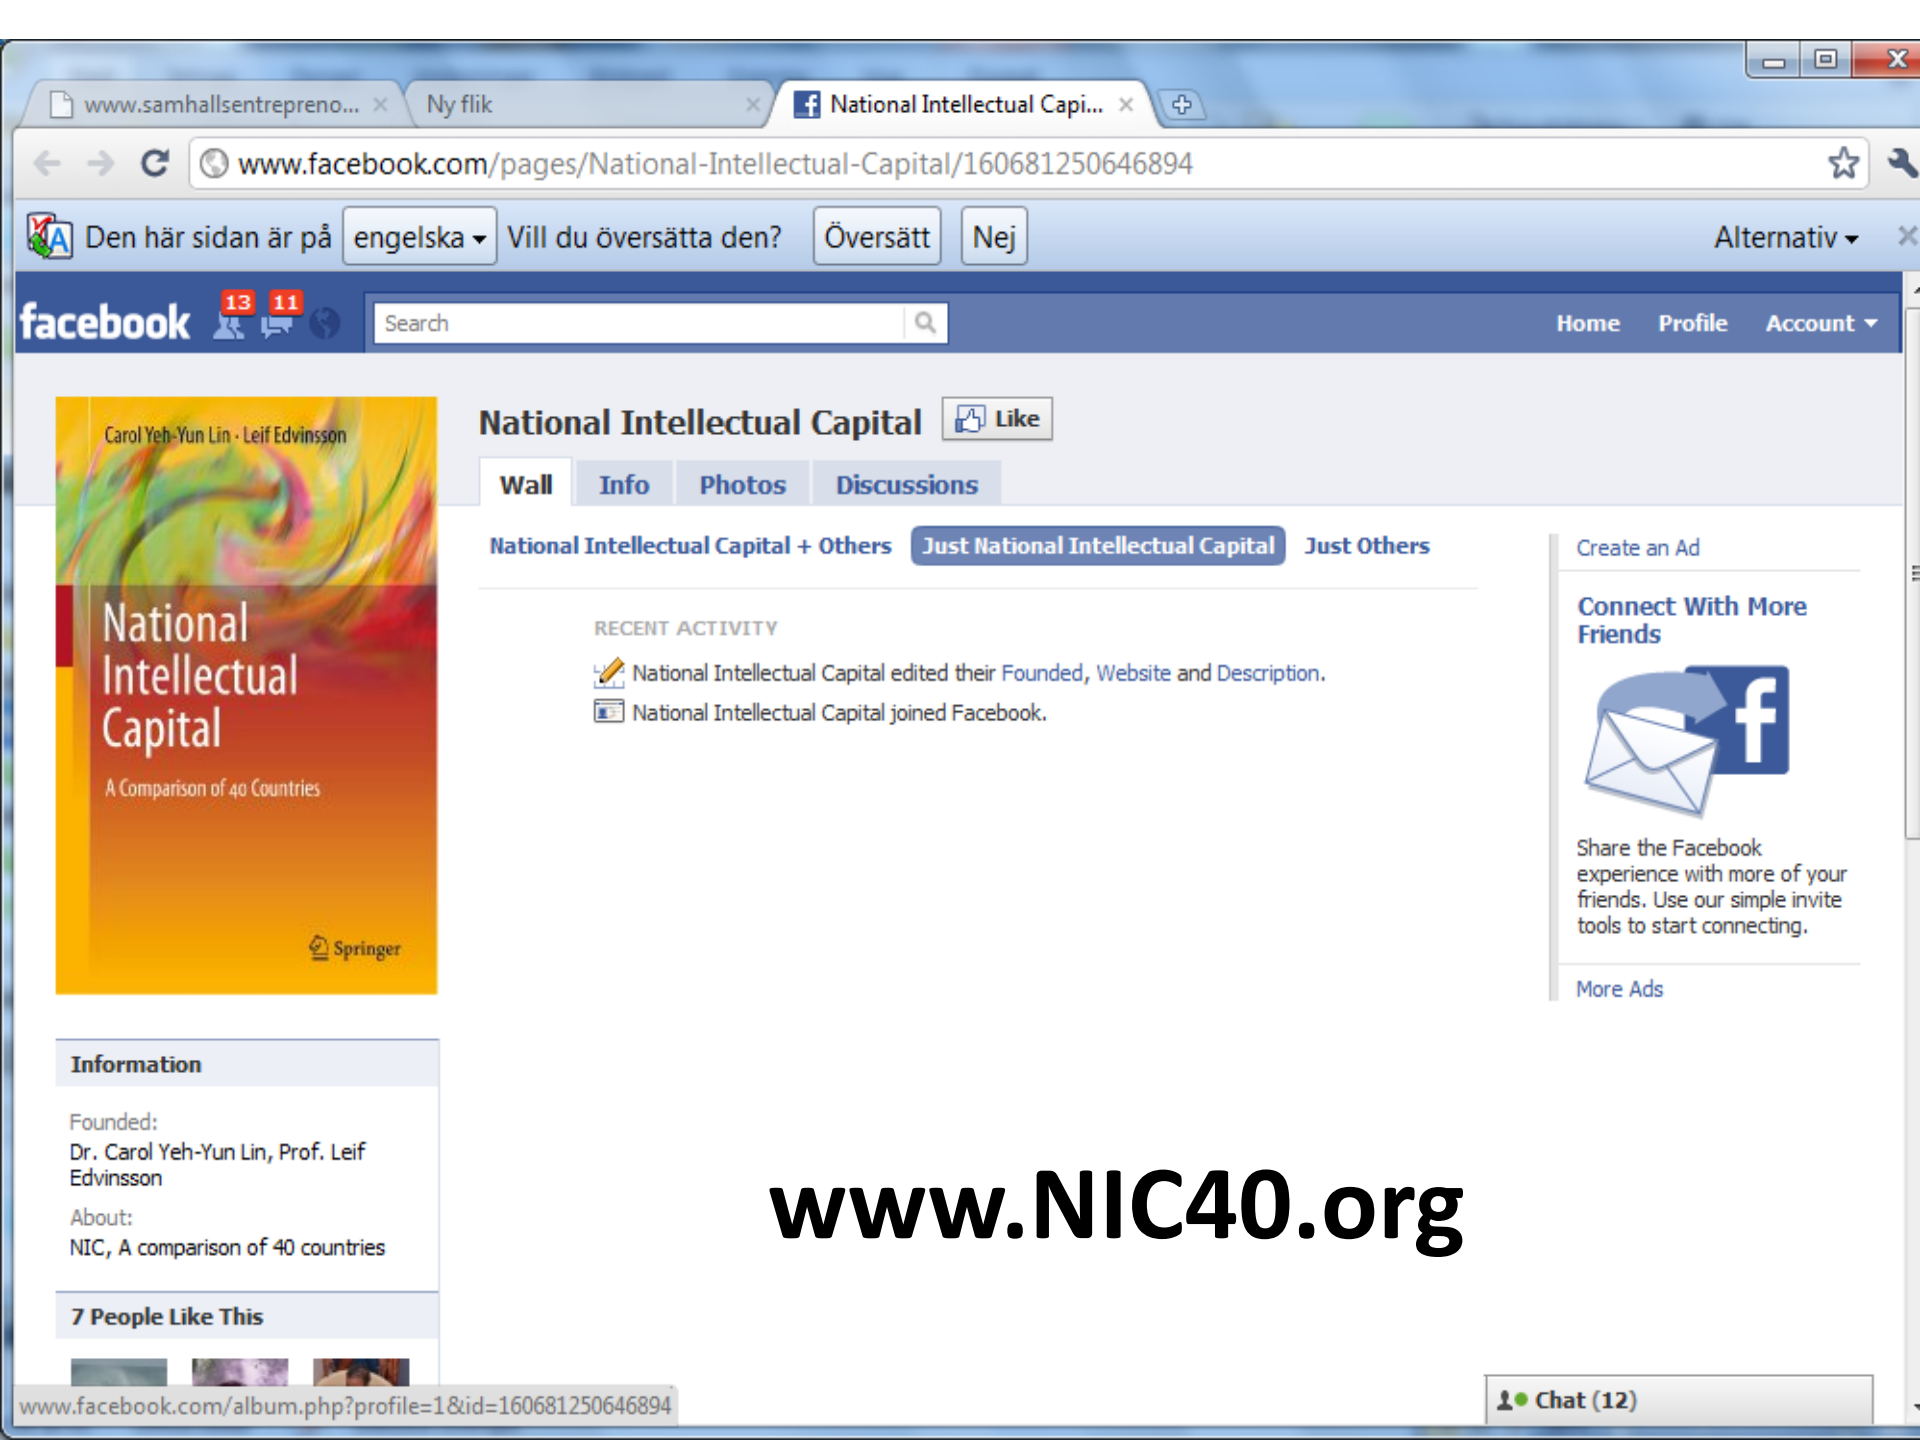 www.samhallsentrepreno...
Ny flik
National Intellectual Capi...
www.facebook.com/pages/National-Intellectual-Capital/160681250646894
Den här sidan är på engelska Vill du översätta den? Översätt Nej Alternativ
facebook 13 11 Search Home Profile Account
Carol Yeh-Yun Lin · Leif Edvinsson
National
Intellectual
Capital
A Comparison of 40 Countries
Springer
National Intellectual Capital Like
Wall Info Photos Discussions
National Intellectual Capital + Others Just National Intellectual Capital Just Others
RECENT ACTIVITY
National Intellectual Capital edited their Founded, Website and Description.
National Intellectual Capital joined Facebook.
Create an Ad
Connect With More
Friends
Share the Facebook
experience with more of your
friends. Use our simple invite
tools to start connecting.
More Ads
Information
Founded:
Dr. Carol Yeh-Yun Lin, Prof. Leif
Edvinsson
About:
NIC, A comparison of 40 countries
7 People Like This
www.NIC40.org
www.facebook.com/album.php?profile=1&id=160681250646894
Chat (12)